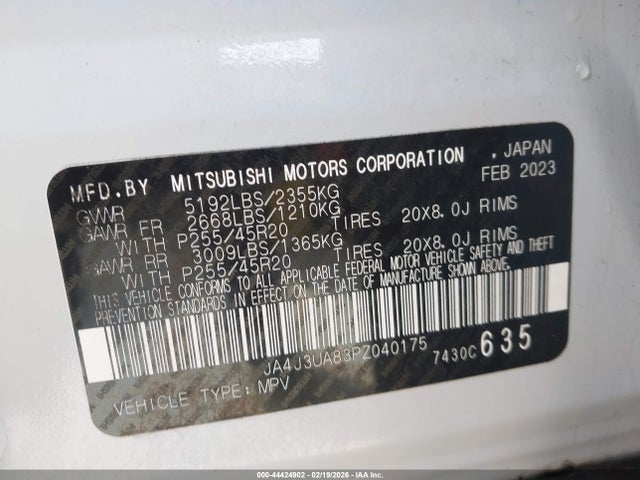 MFD.BY MITSUBISHI MOTORS CORPORATION, JAPAN
GVWR 5192LBS/2355KG FEB 2023
GAWR FR 2668LBS/1210KG
WITH P255/45R20 TIRES 20X8.0J RIMS
GAWR RR 3009LBS/1365KG
WITH P255/45R20 TIRES 20X8.0J RIMS
THIS VEHICLE CONFORMS TO ALL APPLICABLE FEDERAL MOTOR VEHICLE SAFETY AND THEFT
PREVENTION STANDARDS IN EFFECT ON THE DATE OF MANUFACTURE SHOWN ABOVE.
JA4J3UA83PZ040175 7430C 635
VEHICLE TYPE: MPV
000-44424902 - 02/19/2026 - IAAI.COM